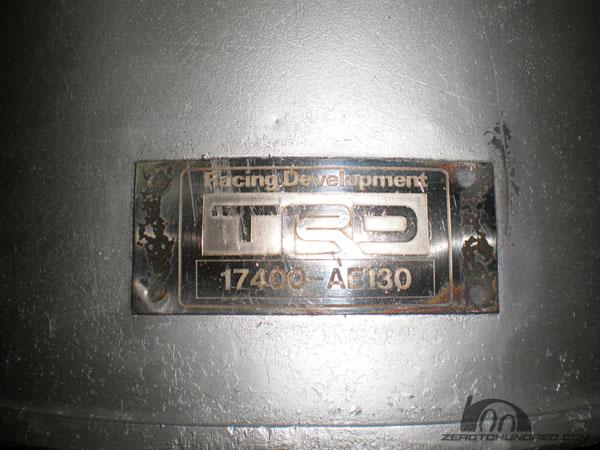 Racing Development
TRD
17400-AE130
ZEROTOHUNDRED.COM